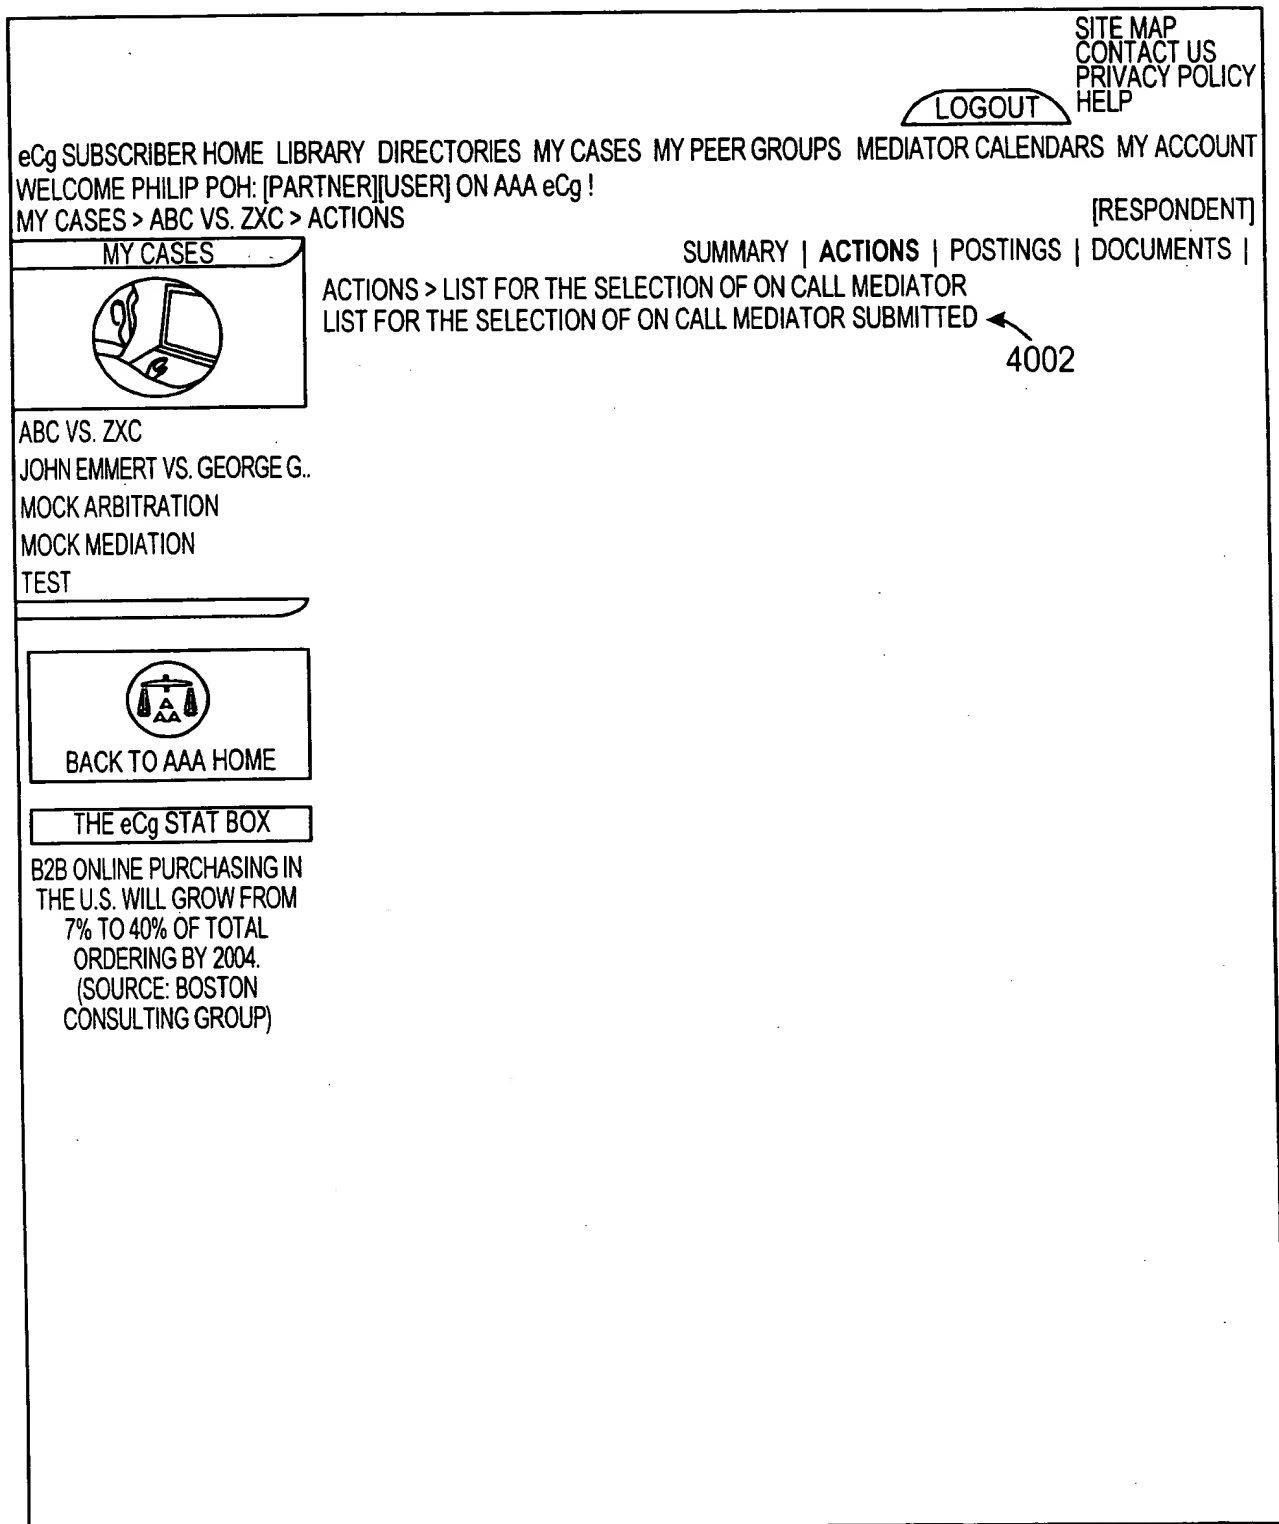 SITE MAP
CONTACT US
PRIVACY POLICY
HELP
LOGOUT
eCg SUBSCRIBER HOME LIBRARY DIRECTORIES MY CASES MY PEER GROUPS MEDIATOR CALENDARS MY ACCOUNT
WELCOME PHILIP POH: [PARTNER][USER] ON AAA eCg !
MY CASES > ABC VS. ZXC > ACTIONS
[RESPONDENT]
MY CASES
SUMMARY | ACTIONS | POSTINGS | DOCUMENTS |
ACTIONS > LIST FOR THE SELECTION OF ON CALL MEDIATOR
LIST FOR THE SELECTION OF ON CALL MEDIATOR SUBMITTED
4002
ABC VS. ZXC
JOHN EMMERT VS. GEORGE G..
MOCK ARBITRATION
MOCK MEDIATION
TEST
A
AA
BACK TO AAA HOME
THE eCg STAT BOX
B2B ONLINE PURCHASING IN
THE U.S. WILL GROW FROM
7% TO 40% OF TOTAL
ORDERING BY 2004.
(SOURCE: BOSTON
CONSULTING GROUP)